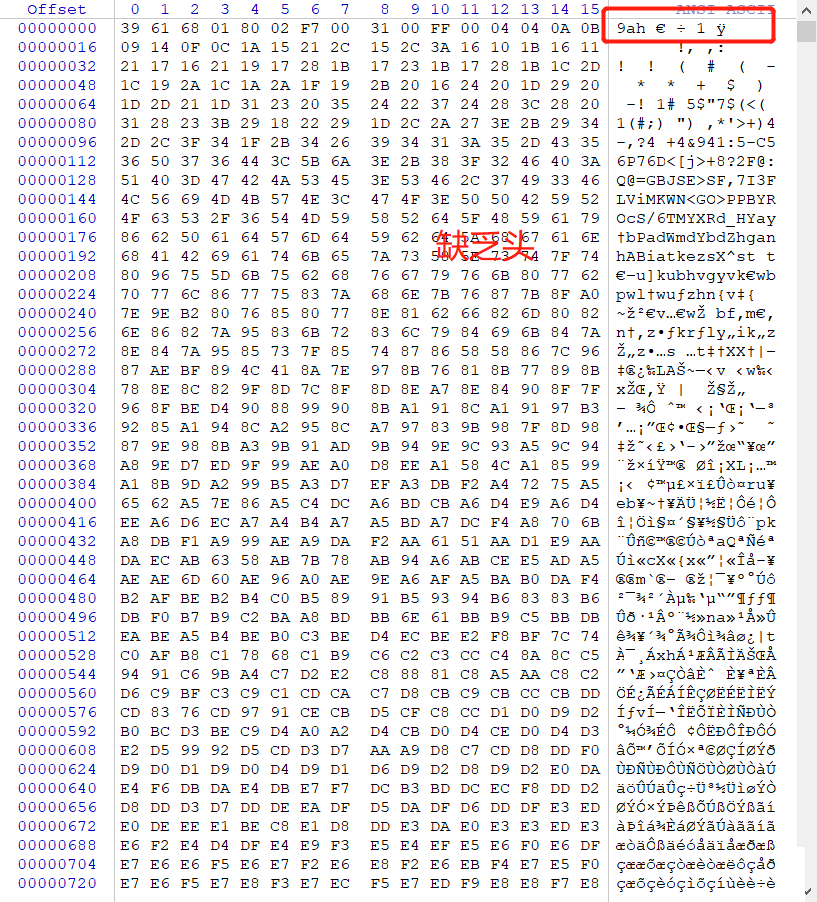 Offset 0 1 2 3 4 5 6 7 8 9 10 11 12 13 14 15 ANSI ASCII
00000000 39 61 68 01 80 02 F7 00 31 00 FF 00 04 04 0A 0B 9ah € ÷ 1 ÿ
00000016 09 14 0F 0C 1A 15 21 2C 15 2C 3A 16 10 1B 16 11 !, ,:
00000032 21 17 16 21 19 17 28 1B 17 23 1B 17 28 1B 1C 2D ! ! ( # ( -
00000048 1C 19 2A 1C 1A 2A 1F 19 2B 20 16 24 20 1D 29 20 * * + $ )
00000064 1D 2D 21 1D 31 23 20 35 24 22 37 24 28 3C 28 20 -! 1# 5$"7$(<(
00000080 31 28 23 3B 29 18 22 29 1D 2C 2A 27 3E 2B 29 34 1(#;) ") ,*'>+)4
00000096 2D 2C 3F 34 1F 2B 34 26 39 34 31 3A 35 2D 43 35 -,?4 +4&941:5-C5
00000112 36 50 37 36 44 3C 5B 6A 3E 2B 38 3F 32 46 40 3A 6P76D<[j>+8?2F@:
00000128 51 40 3D 47 42 4A 53 45 3E 53 46 2C 37 49 33 46 Q@=GBJSE>SF,7I3F
00000144 4C 56 69 4D 4B 57 4E 3C 47 4F 3E 50 50 42 59 52 LViMKWN<GO>PPBYR
00000160 4F 63 53 2F 36 54 4D 59 58 52 64 5F 48 59 61 79 OcS/6TMYXRd_HYay
00000176 86 62 50 61 64 57 6D 64 59 62 64 5A 68 67 61 6E †bPadWmdYbdZhgan
缺乏头
00000192 68 41 42 69 61 74 6B 65 7A 73 58 5E 73 74 7F 74 hABiatkezsX^st t
00000208 80 96 75 5D 6B 75 62 68 76 67 79 76 6B 80 77 62 €–u]kubhvgyvk€wb
00000224 70 77 6C 86 77 75 83 7A 68 6E 7B 76 87 7B 8F A0 pwl†wuƒzhn{v‡{
00000240 7E 9E B2 80 76 85 80 77 8E 81 62 66 82 6D 80 82 ~ž²€v…€wŽ bf‚m€‚
00000256 6E 86 82 7A 95 83 6B 72 83 6C 79 84 69 6B 84 7A n†‚z•ƒkrƒly„ik„z
00000272 8E 84 7A 95 85 73 7F 85 74 87 86 58 58 86 7C 96 Ž„z•…s …t‡†XX†|–
00000288 87 AE BF 89 4C 41 8A 7E 97 8B 76 81 8B 77 89 8B ‡®¿‰LAŠ~—‹v ‹w‰‹
00000304 78 8E 8C 82 9F 8D 7C 8F 8D 8E A7 8E 84 90 8F 7F xŽŒ‚Ÿ | Ž§Ž„
00000320 96 8F BE D4 90 88 99 90 8B A1 91 8C A1 91 97 B3 – ¾Ô ˆ™ ‹¡‘Œ¡‘—³
00000336 92 85 A1 94 8C A2 95 8C A7 97 83 9B 98 7F 8D 98 ’…¡”Œ¢•Œ§—ƒ›˜ ˜
00000352 87 9E 98 8B A3 9B 91 AD 9B 94 9E 9C 93 A5 9C 94 ‡ž˜‹£›‘-›”žœ“¥œ”
00000368 A8 9E D7 ED 9F 99 AE A0 D8 EE A1 58 4C A1 85 99 ¨ž×íŸ™® Øî¡XL¡…™
00000384 A1 8B 9D A2 99 B5 A3 D7 EF A3 DB F2 A4 72 75 A5 ¡‹ ¢™µ£×ï£Ûò¤ru¥
00000400 65 62 A5 7E 86 A5 C4 DC A6 BD CB A6 D4 E9 A6 D4 eb¥~†¥ÄÜ¦½Ë¦Ôé¦Ô
00000416 EE A6 D6 EC A7 A4 B4 A7 A5 BD A7 DC F4 A8 70 6B î¦Öì§¤´§¥½§Üô¨pk
00000432 A8 DB F1 A9 99 AE A9 DA F2 AA 61 51 AA D1 E9 AA ¨Ûñ©™®©ÚòªaQªÑéª
00000448 DA EC AB 63 58 AB 7B 78 AB 94 A6 AB CE E5 AD A5 Úì«cX«{x«”¦«Îå-¥
00000464 AE AE 6D 60 AE 96 A0 AE 9E A6 AF A5 BA B0 DA F4 ®®m`®– ®ž¦¯¥º°Úô
00000480 B2 AF BE B2 B4 C0 B5 89 91 B5 93 94 B6 83 83 B6 ²¯¾²´Àµ‰‘µ“”¶ƒƒ¶
00000496 DB F0 B7 B9 C2 BA A8 BD BB 6E 61 BB B9 C5 BB DB Ûð·¹Âº¨½»na»¹Å»Û
00000512 EA BE A5 B4 BE B0 C3 BE D4 EC BE E2 F8 BF 7C 74 ê¾¥´¾°Ã¾Ôì¾âø¿|t
00000528 C0 AF B8 C1 78 68 C1 B9 C6 C2 C3 CC C4 8A 8C C5 À¯¸ÁxhÁ¹ÆÂÃÌÄŠŒÅ
00000544 94 91 C6 9B A4 C7 D2 E2 C8 88 81 C8 A5 AA C8 C2 ”‘Æ›¤ÇÒâÈˆ È¥ªÈÂ
00000560 D6 C9 BF C3 C9 C1 CD CA C7 D8 CB C9 CB CC CB DD ÖÉ¿ÃÉÁÍÊÇØËÉËÌËÝ
00000576 CD 83 76 CD 97 91 CE CB D5 CF C8 CC D1 D0 D9 D2 ÍƒvÍ—‘ÎËÕÏÈÌÑÐÙÒ
00000592 B0 BC D3 BE C9 D4 A0 A2 D4 CB D0 D4 CE D0 D4 D3 °¼Ó¾ÉÔ ¢ÔËÐÔÎÐÔÓ
00000608 E2 D5 99 92 D5 CD D3 D7 AA A9 D8 C7 CD D8 DD F0 âÕ™’ÕÍÓ×ª©ØÇÍØÝð
00000624 D9 D0 D1 D9 D0 D4 D9 D1 D6 D9 D2 D8 D9 D2 E0 DA ÙÐÑÙÐÔÙÑÖÙÒØÙÒàÚ
00000640 E4 F6 DB DA E4 DB E7 F7 DC B3 BD DC EC F8 DD D2 äöÛÚäÛç÷Ü³½ÜìøÝÒ
00000656 D8 DD D3 D7 DD DE EA DF D5 DA DF D6 DD DF E3 ED ØÝÓ×ÝÞêßÕÚßÖÝßãí
00000672 E0 DE EE E1 BE C8 E1 D8 DD E3 DA E0 E3 E3 ED E3 àÞîá¾ÈáØÝãÚàããíã
00000688 E6 F2 E4 D4 DF E4 E9 F3 E5 E4 EF E5 E6 F0 E6 DF æòäÔßäéóåäïåæðæß
00000704 E7 E6 E6 F5 E6 E7 F2 E6 E8 F2 E6 EB F4 E7 E5 F0 çææõæçòæèòæëôçåð
00000720 E7 E6 F5 E7 E8 F3 E7 EC F5 E7 ED F9 E8 E8 F7 E8 çæõçèóçìõçíùèè÷è